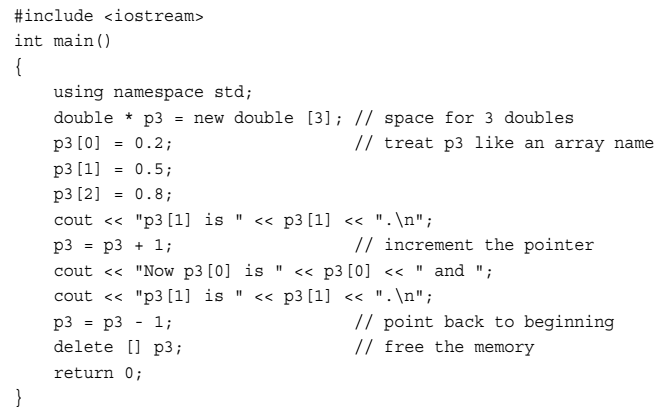 #include <iostream>
int main()
{
    using namespace std;
    double * p3 = new double [3]; // space for 3 doubles
    p3[0] = 0.2;                  // treat p3 like an array name
    p3[1] = 0.5;
    p3[2] = 0.8;
    cout << "p3[1] is " << p3[1] << ".\n";
    p3 = p3 + 1;                  // increment the pointer
    cout << "Now p3[0] is " << p3[0] << " and ";
    cout << "p3[1] is " << p3[1] << ".\n";
    p3 = p3 - 1;                  // point back to beginning
    delete [] p3;                 // free the memory
    return 0;
}